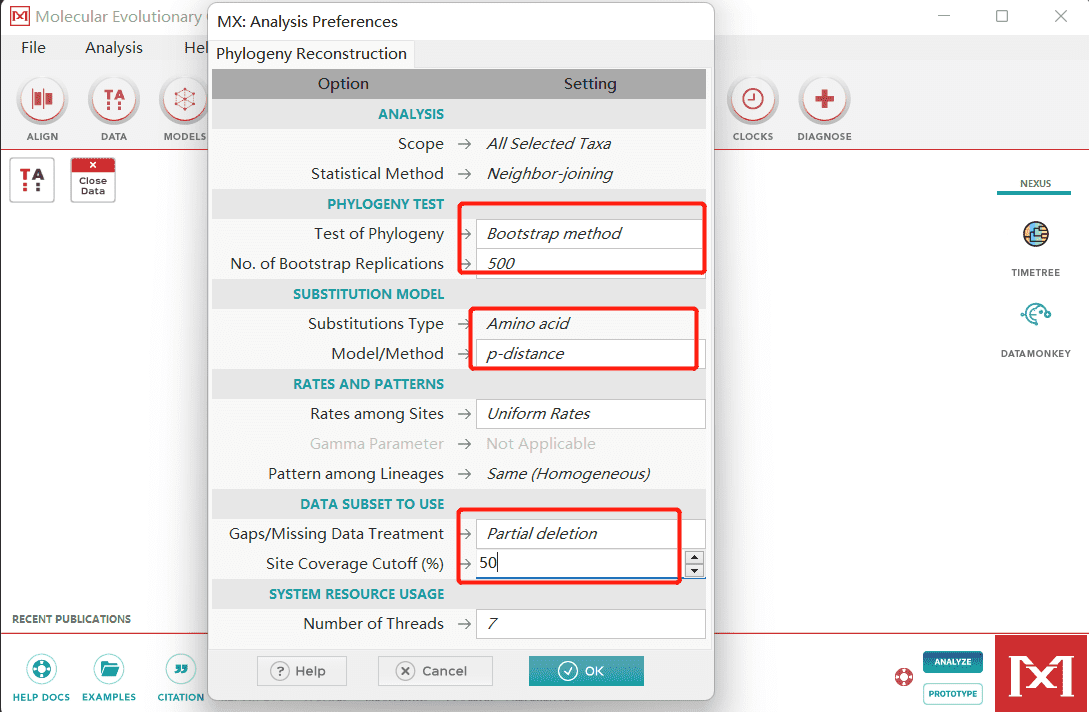 Molecular Evolutionary
MX: Analysis Preferences
File Analysis Hel
Phylogeny Reconstruction
Option Setting
ANALYSIS
Scope → All Selected Taxa
Statistical Method → Neighbor-joining
PHYLOGENY TEST
Test of Phylogeny → Bootstrap method
No. of Bootstrap Replications → 500
SUBSTITUTION MODEL
Substitutions Type → Amino acid
Model/Method → p-distance
RATES AND PATTERNS
Rates among Sites → Uniform Rates
Gamma Parameter → Not Applicable
Pattern among Lineages → Same (Homogeneous)
DATA SUBSET TO USE
Gaps/Missing Data Treatment → Partial deletion
Site Coverage Cutoff (%) → 50
SYSTEM RESOURCE USAGE
Number of Threads → 7
Help Cancel OK
TA
ALIGN DATA MODELS
CLOCKS DIAGNOSE
TA
Close
Data
NEXUS
TIMETREE
DATAMONKEY
RECENT PUBLICATIONS
HELP DOCS EXAMPLES CITATION
ANALYZE
PROTOTYPE
M